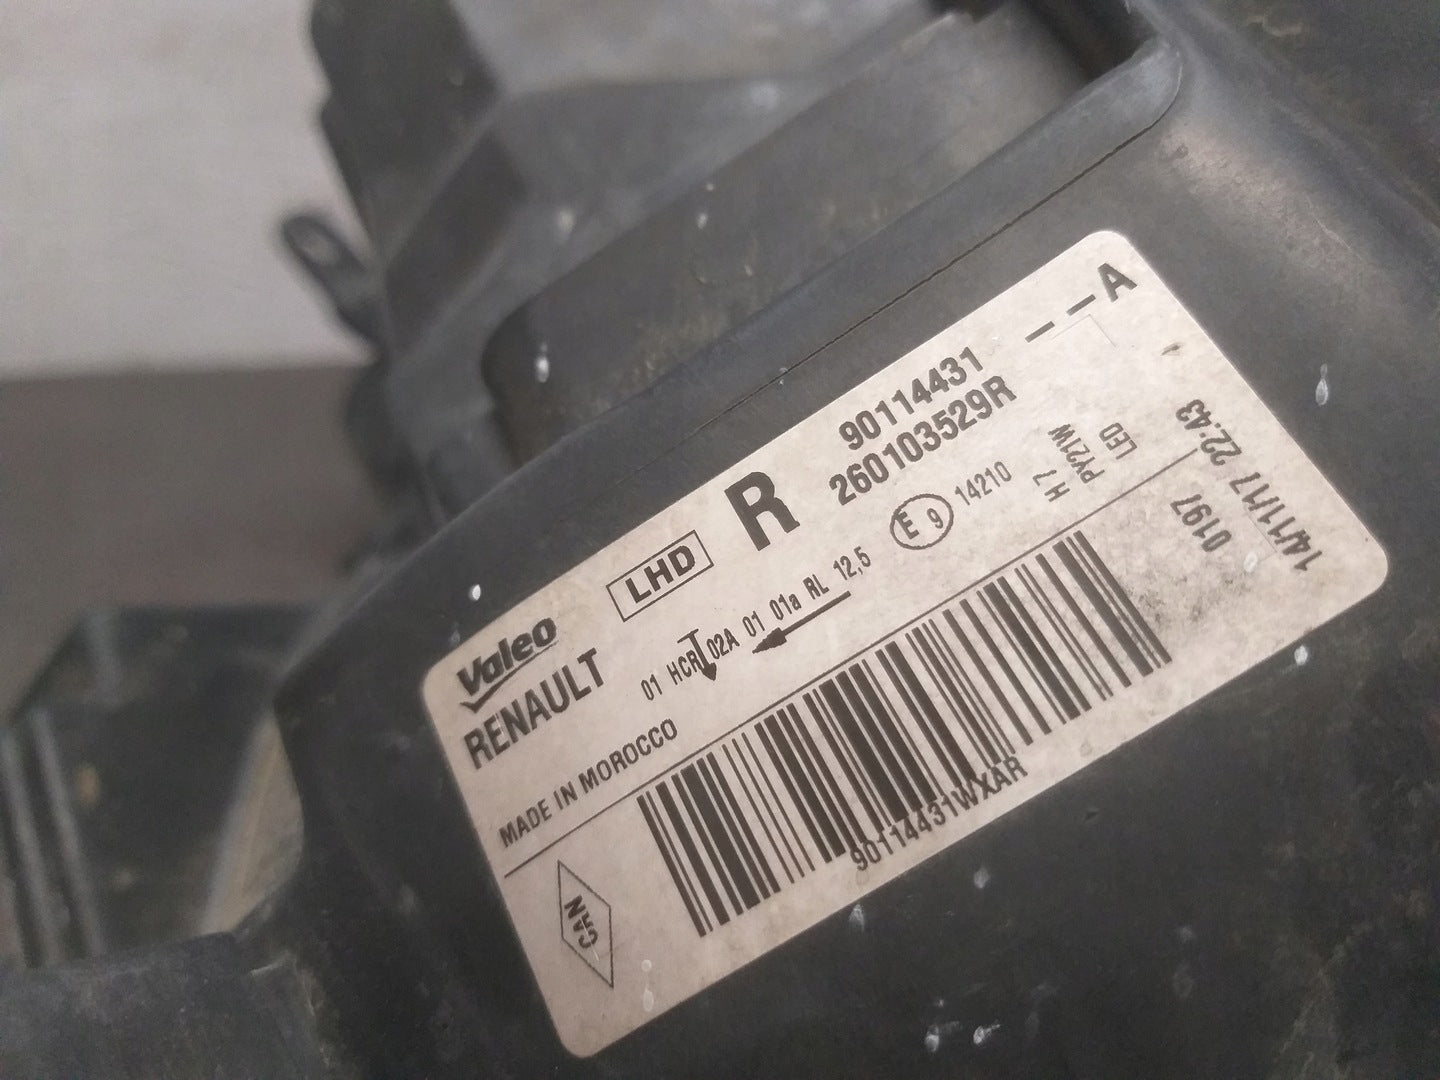 Valeo
RENAULT
LHD
R
90114431
260103529R
--A
01 HCR 02A 01 01a RL 12,5
E 9
14210
H7
PY21W
LED
MADE IN MOROCCO
0197
14/11/17 22:43
90114431WXAR